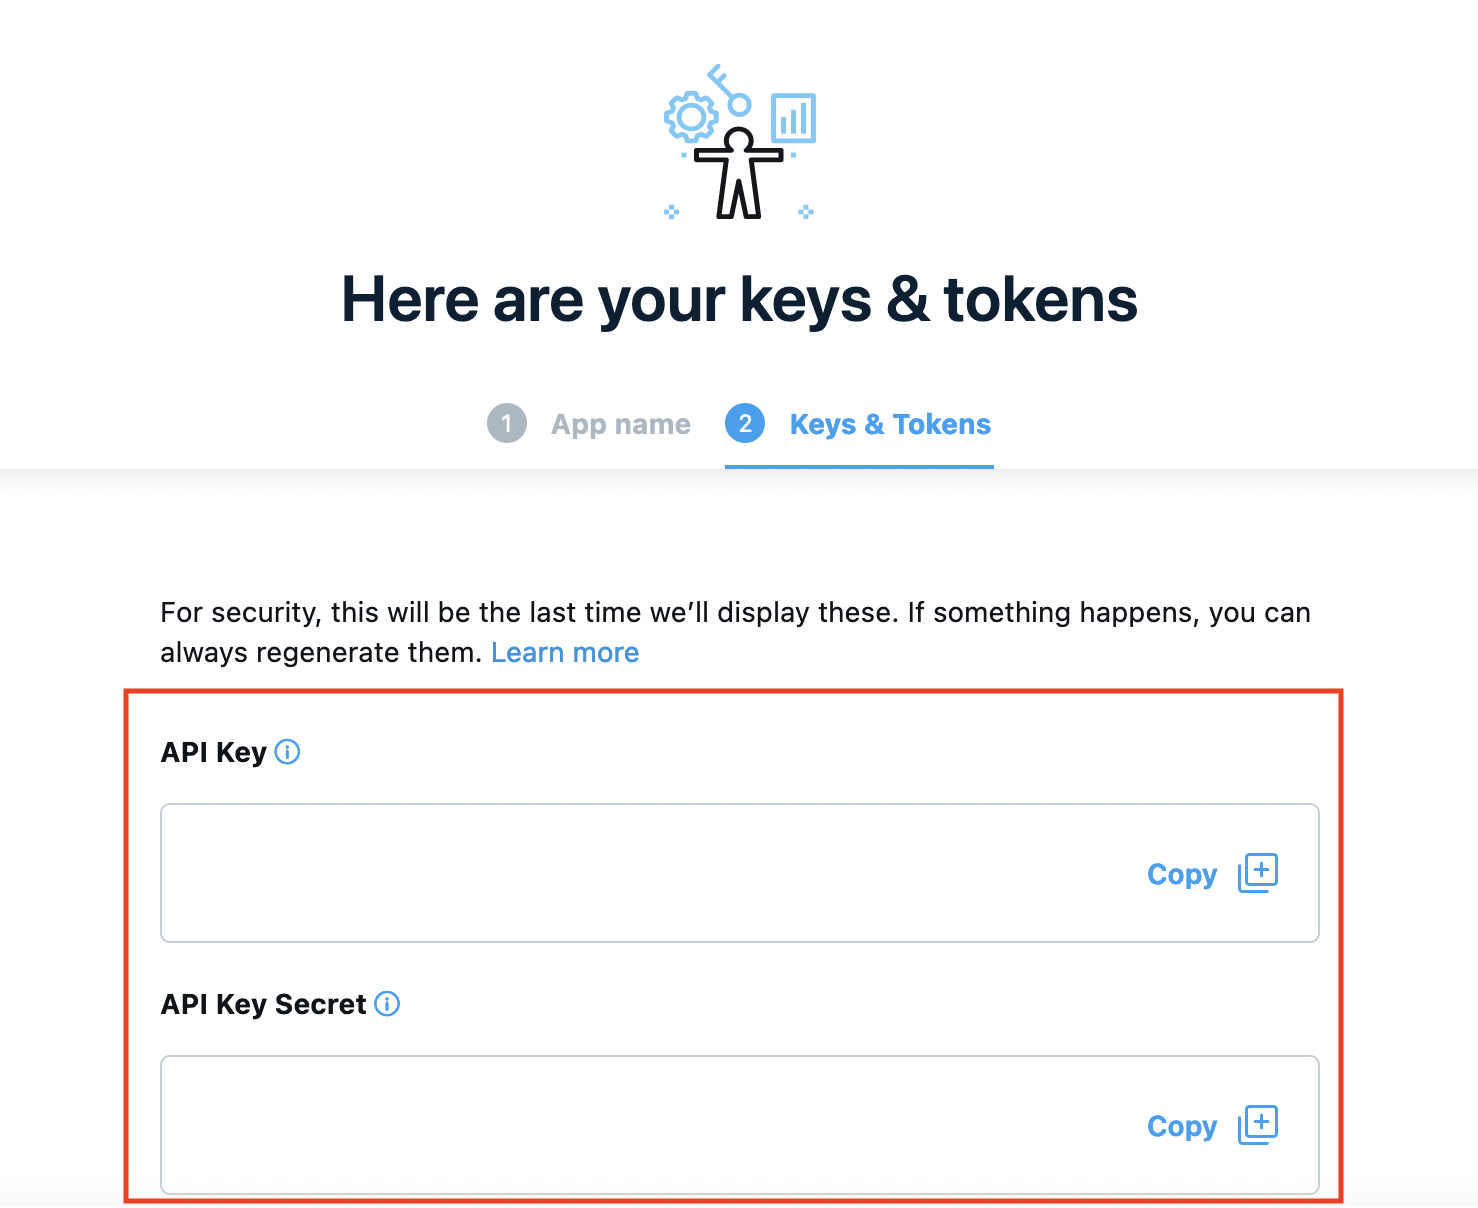 Here are your keys & tokens
1 App name 2 Keys & Tokens
For security, this will be the last time we’ll display these. If something happens, you can
always regenerate them. Learn more
API Key
Copy
API Key Secret
Copy